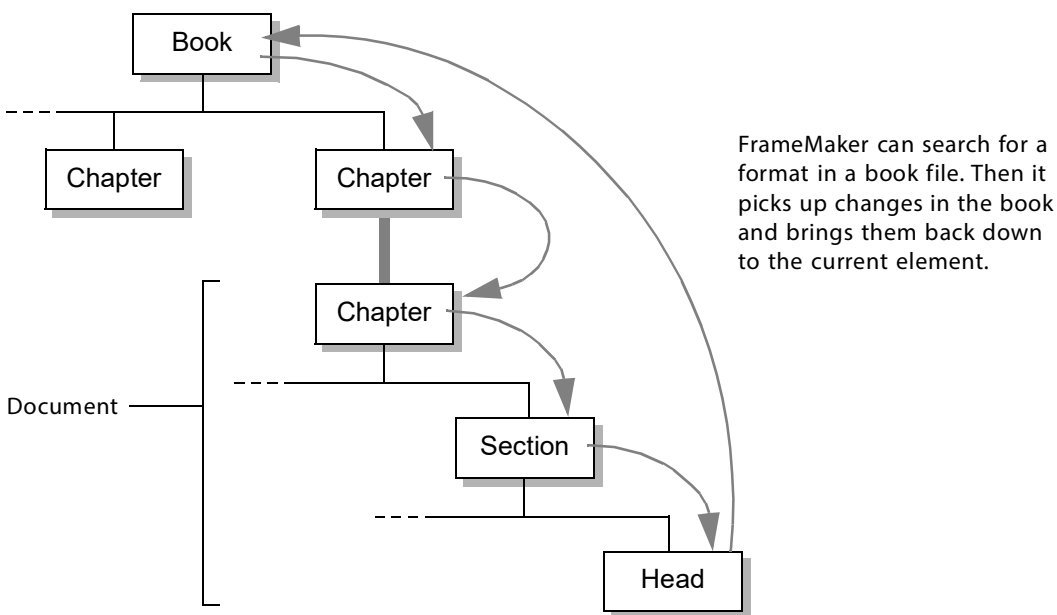 Book
Chapter
Chapter
FrameMaker can search for a
format in a book file. Then it
picks up changes in the book
and brings them back down
to the current element.
Chapter
Document
Section
Head